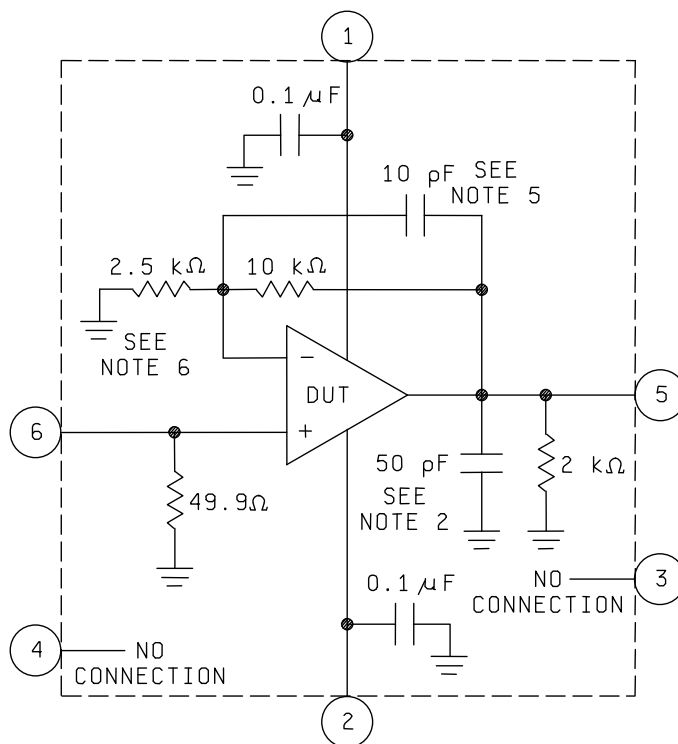 1
0.1 µF
10 pF SEE
NOTE 5
2.5 kΩ 10 kΩ
SEE
NOTE 6
−
DUT
+
6
5
50 pF
SEE
NOTE 2
2 kΩ
49.9Ω
0.1 µF
NO
CONNECTION
3
4
NO
CONNECTION
2